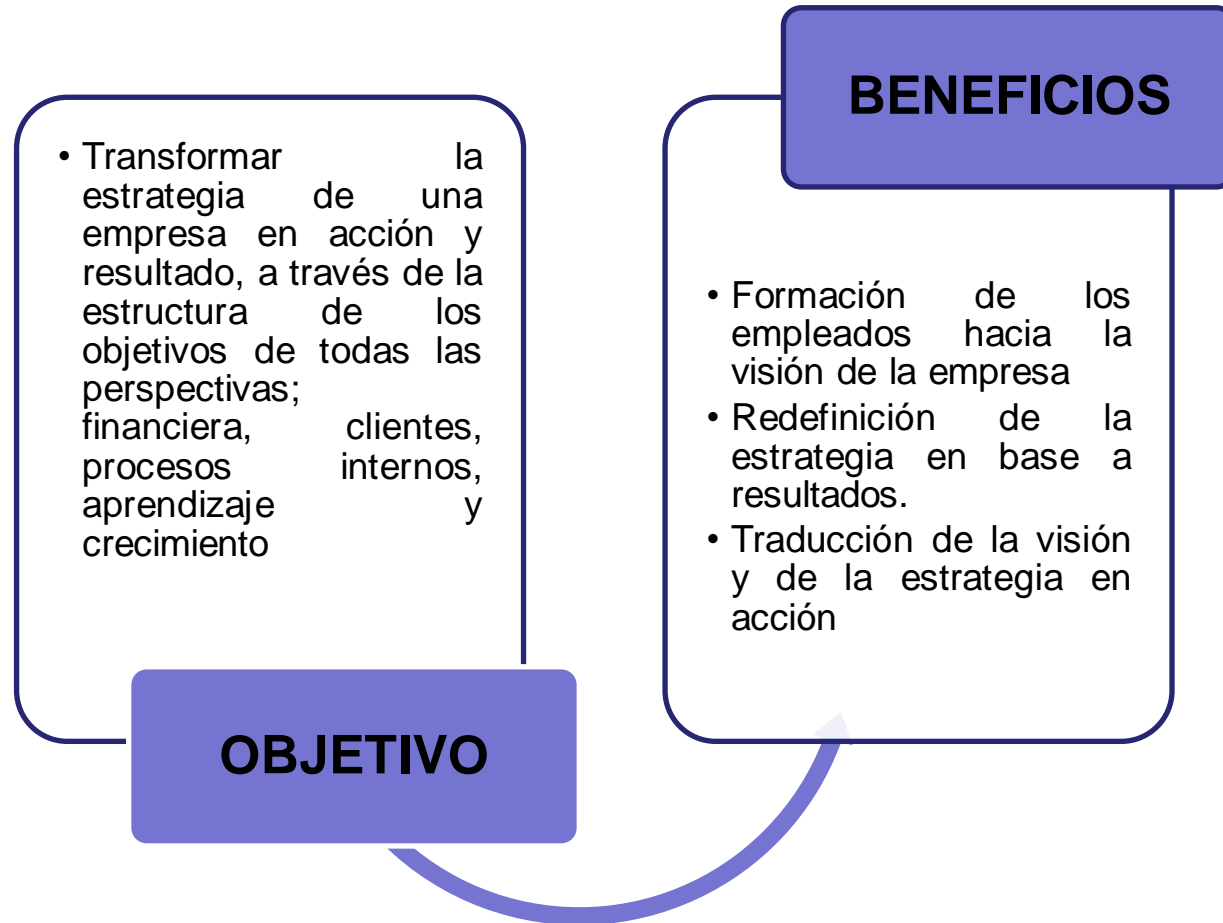 • Transformar la
estrategia de una
empresa en acción y
resultado, a través de la
estructura de los
objetivos de todas las
perspectivas;
financiera, clientes,
procesos internos,
aprendizaje y
crecimiento
OBJETIVO
BENEFICIOS
• Formación de los
empleados hacia la
visión de la empresa
• Redefinición de la
estrategia en base a
resultados.
• Traducción de la visión
y de la estrategia en
acción